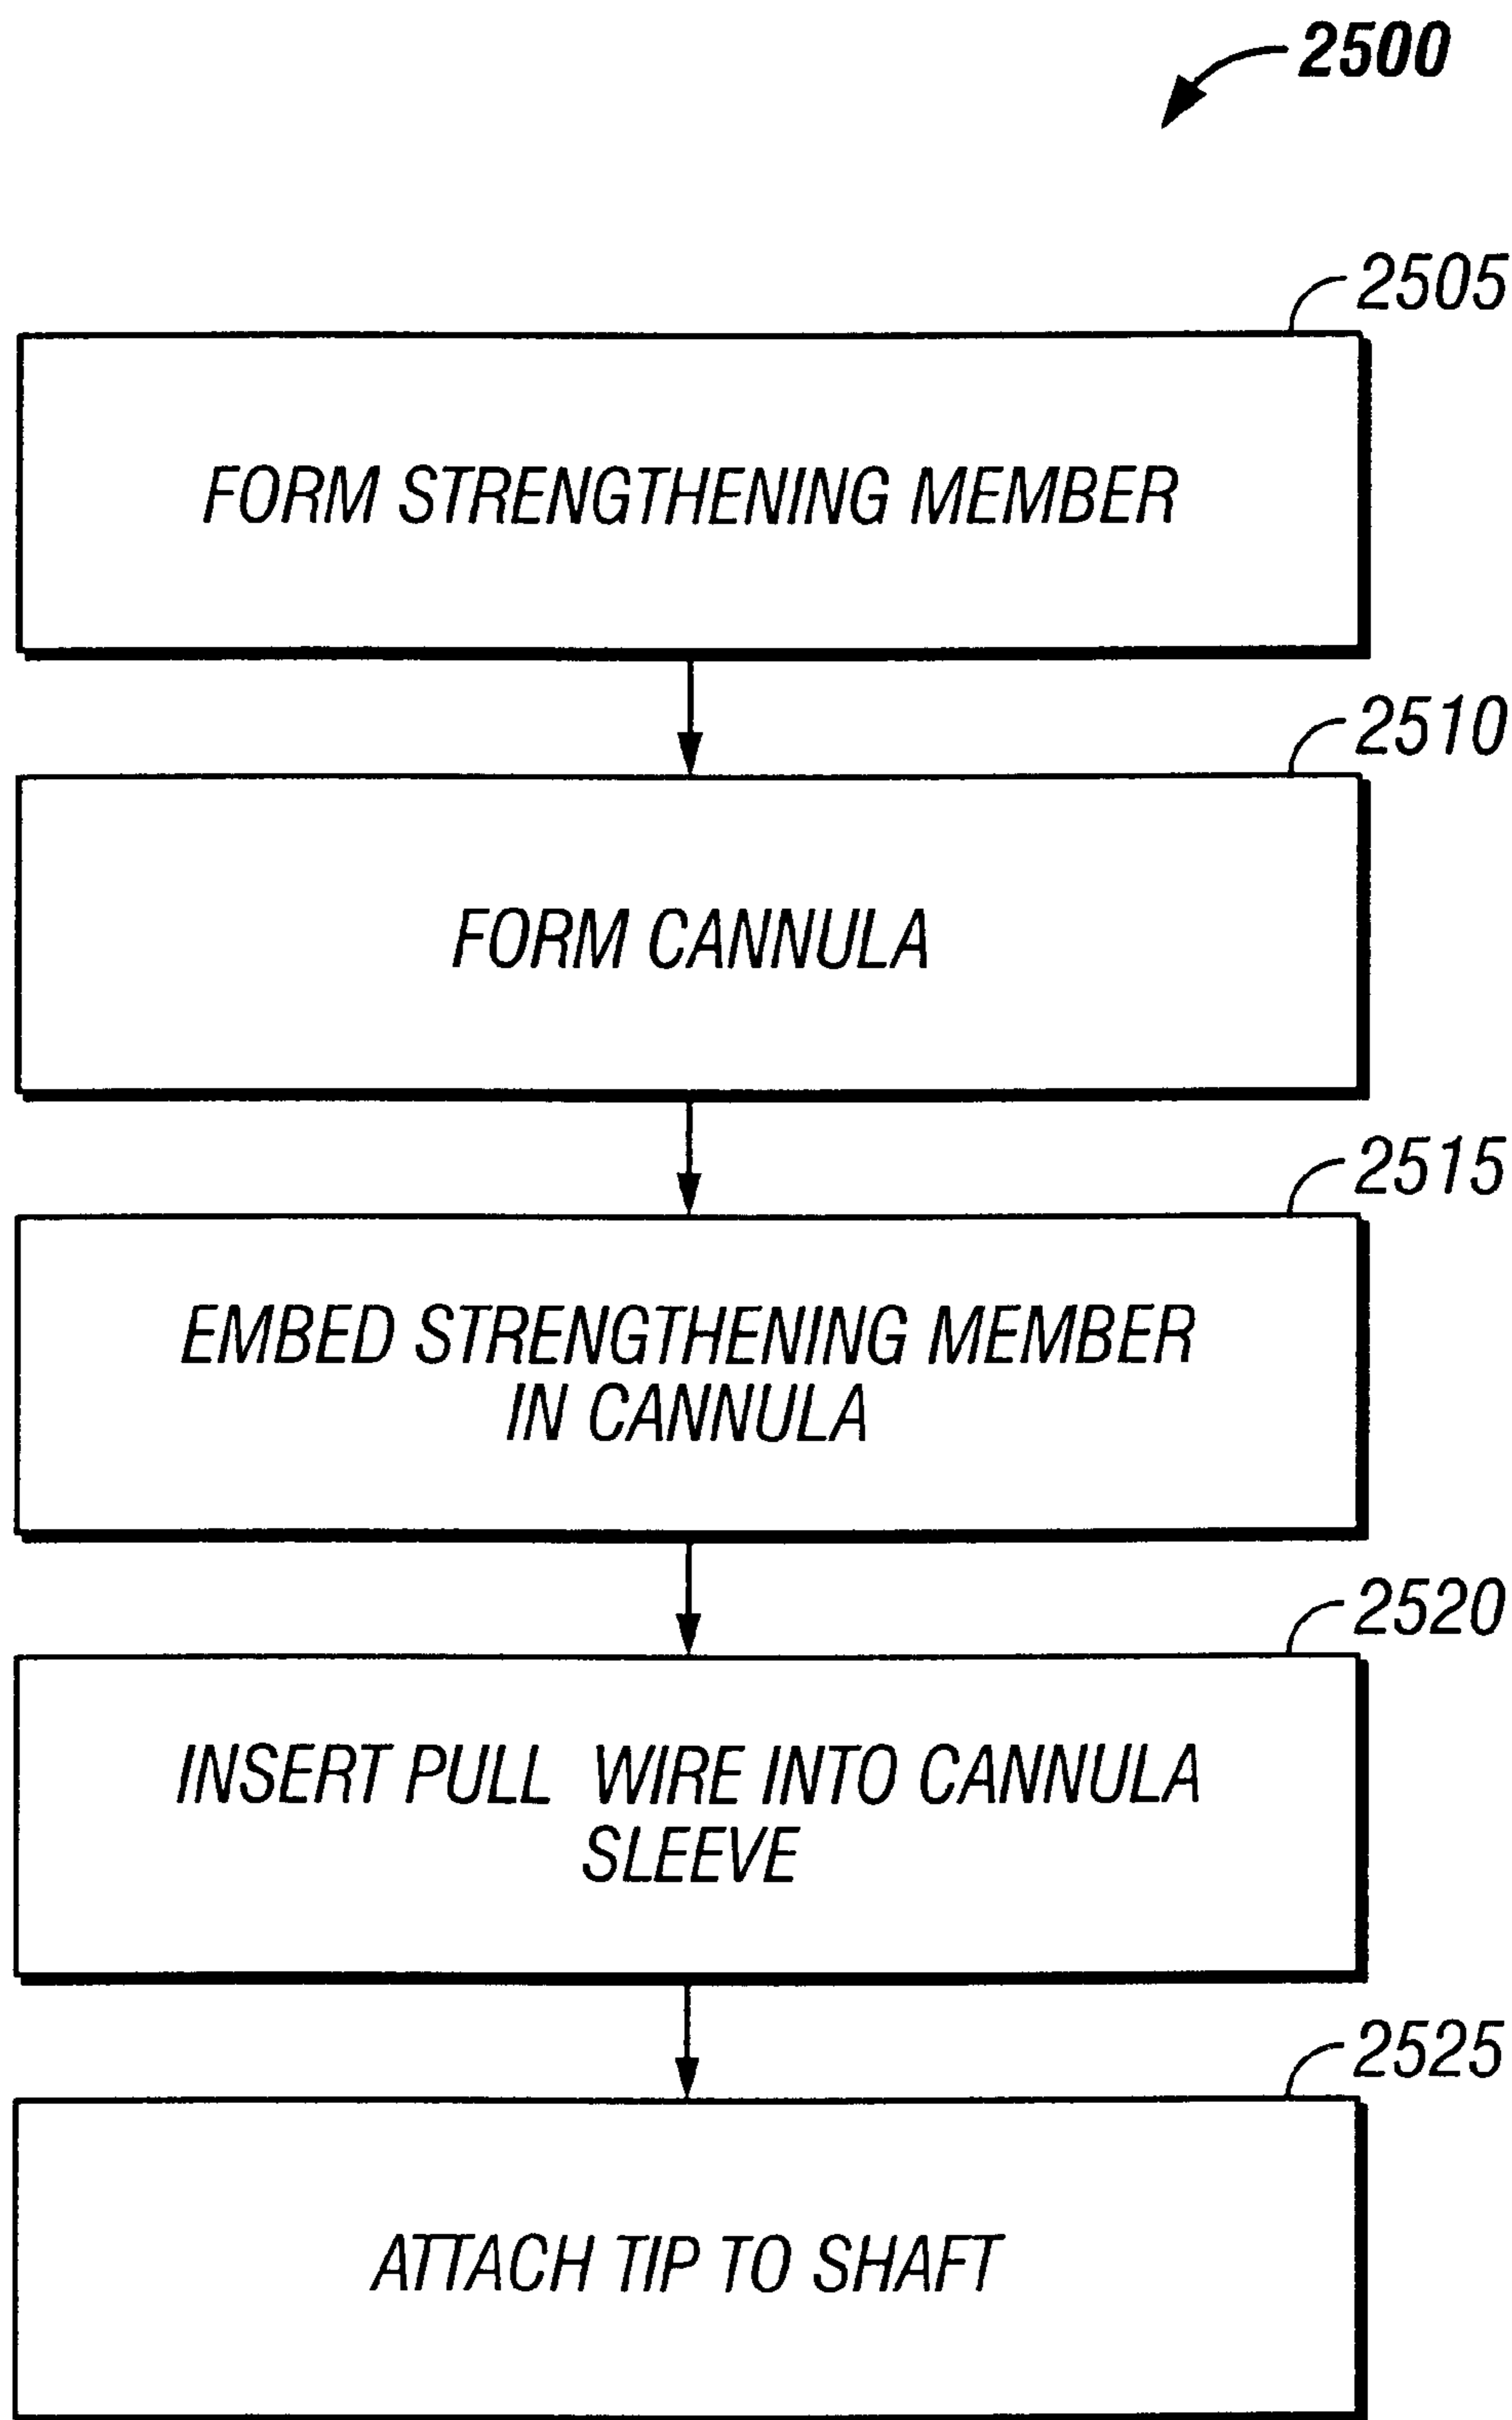 2500
2505
FORM STRENGTHENING MEMBER
2510
FORM CANNULA
2515
EMBED STRENGTHENING MEMBER
IN CANNULA
2520
INSERT PULL WIRE INTO CANNULA
SLEEVE
2525
ATTACH TIP TO SHAFT